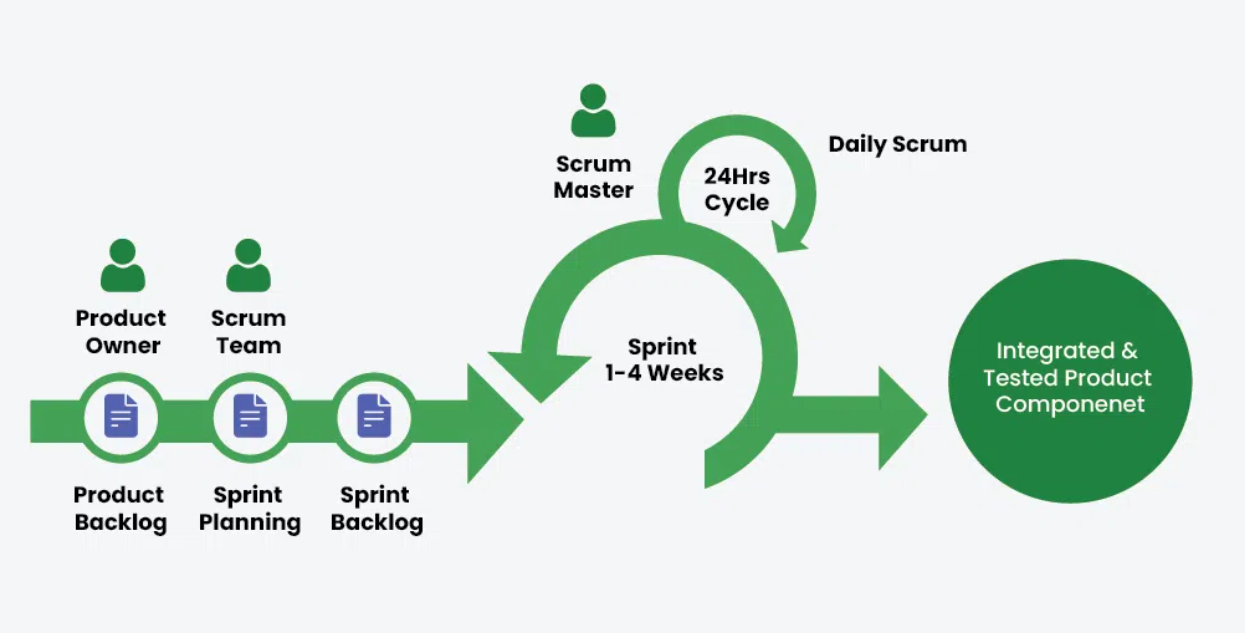 Scrum
Master
24Hrs
Cycle
Daily Scrum
Product
Owner
Scrum
Team
Sprint
1-4 Weeks
Integrated &
Tested Product
Componenet
Product
Backlog
Sprint
Planning
Sprint
Backlog